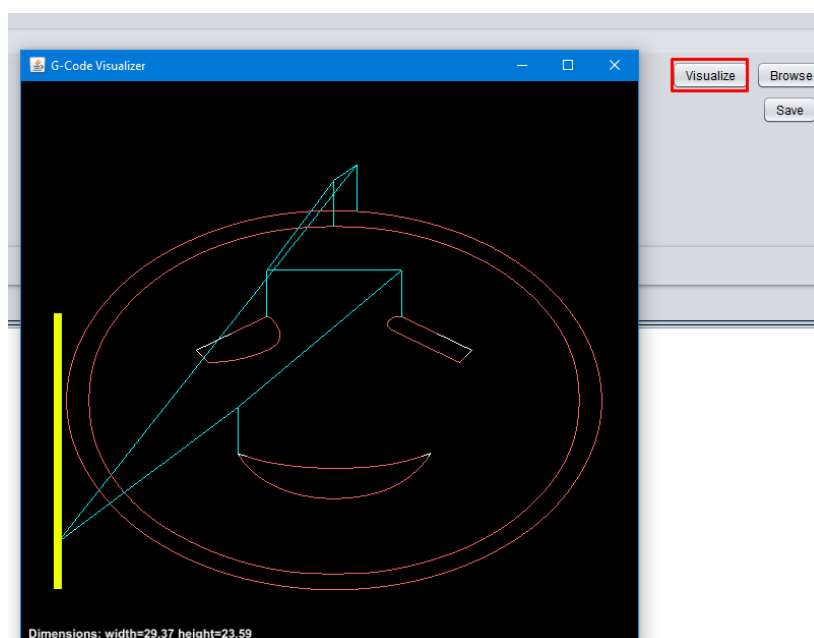 G-Code Visualizer
Visualize
Browse
Save
Dimensions: width=29.37 height=23.59